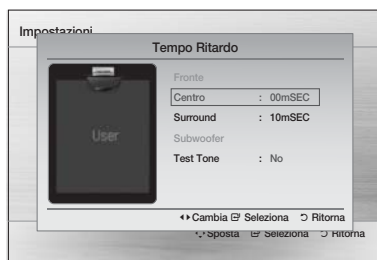 Impostazioni
Tempo Ritardo
Fronte
Centro : 00mSEC
Surround : 10mSEC
Subwoofer
Test Tone : No
User
Cambia Seleziona Ritorna
Sposta Seleziona Ritorna